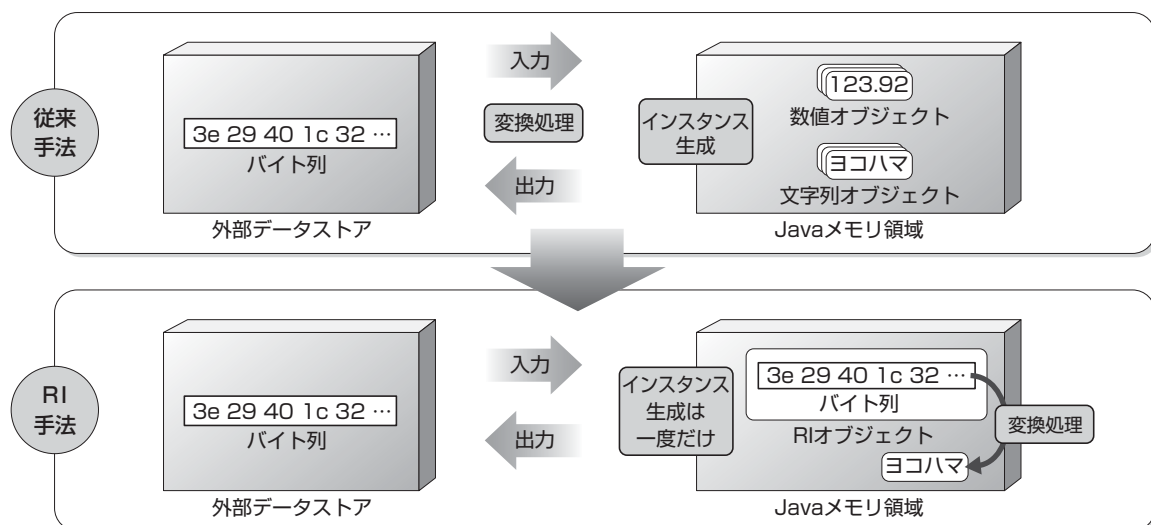 従来
手法
3e 29 40 1c 32 …
バイト列
外部データストア
入力
変換処理
出力
インスタンス
生成
123.92
数値オブジェクト
ヨコハマ
文字列オブジェクト
Javaメモリ領域
RI
手法
3e 29 40 1c 32 …
バイト列
外部データストア
入力
出力
インスタンス
生成は
一度だけ
3e 29 40 1c 32 …
バイト列
RIオブジェクト
変換処理
ヨコハマ
Javaメモリ領域